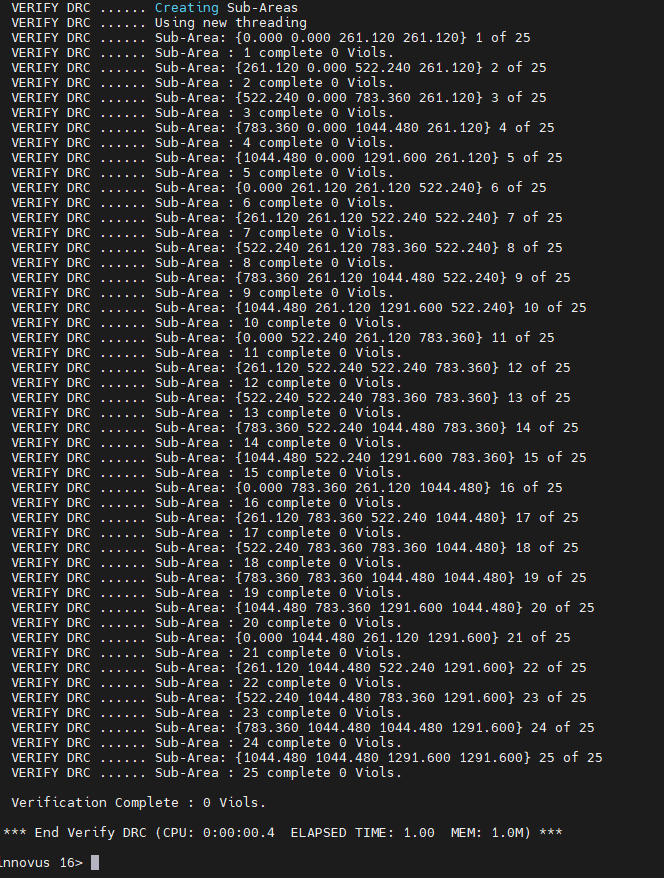 VERIFY DRC ...... Creating Sub-Areas
VERIFY DRC ...... Using new threading
VERIFY DRC ...... Sub-Area: {0.000 0.000 261.120 261.120} 1 of 25
VERIFY DRC ...... Sub-Area : 1 complete 0 Viols.
VERIFY DRC ...... Sub-Area: {261.120 0.000 522.240 261.120} 2 of 25
VERIFY DRC ...... Sub-Area : 2 complete 0 Viols.
VERIFY DRC ...... Sub-Area: {522.240 0.000 783.360 261.120} 3 of 25
VERIFY DRC ...... Sub-Area : 3 complete 0 Viols.
VERIFY DRC ...... Sub-Area: {783.360 0.000 1044.480 261.120} 4 of 25
VERIFY DRC ...... Sub-Area : 4 complete 0 Viols.
VERIFY DRC ...... Sub-Area: {1044.480 0.000 1291.600 261.120} 5 of 25
VERIFY DRC ...... Sub-Area : 5 complete 0 Viols.
VERIFY DRC ...... Sub-Area: {0.000 261.120 261.120 522.240} 6 of 25
VERIFY DRC ...... Sub-Area : 6 complete 0 Viols.
VERIFY DRC ...... Sub-Area: {261.120 261.120 522.240 522.240} 7 of 25
VERIFY DRC ...... Sub-Area : 7 complete 0 Viols.
VERIFY DRC ...... Sub-Area: {522.240 261.120 783.360 522.240} 8 of 25
VERIFY DRC ...... Sub-Area : 8 complete 0 Viols.
VERIFY DRC ...... Sub-Area: {783.360 261.120 1044.480 522.240} 9 of 25
VERIFY DRC ...... Sub-Area : 9 complete 0 Viols.
VERIFY DRC ...... Sub-Area: {1044.480 261.120 1291.600 522.240} 10 of 25
VERIFY DRC ...... Sub-Area : 10 complete 0 Viols.
VERIFY DRC ...... Sub-Area: {0.000 522.240 261.120 783.360} 11 of 25
VERIFY DRC ...... Sub-Area : 11 complete 0 Viols.
VERIFY DRC ...... Sub-Area: {261.120 522.240 522.240 783.360} 12 of 25
VERIFY DRC ...... Sub-Area : 12 complete 0 Viols.
VERIFY DRC ...... Sub-Area: {522.240 522.240 783.360 783.360} 13 of 25
VERIFY DRC ...... Sub-Area : 13 complete 0 Viols.
VERIFY DRC ...... Sub-Area: {783.360 522.240 1044.480 783.360} 14 of 25
VERIFY DRC ...... Sub-Area : 14 complete 0 Viols.
VERIFY DRC ...... Sub-Area: {1044.480 522.240 1291.600 783.360} 15 of 25
VERIFY DRC ...... Sub-Area : 15 complete 0 Viols.
VERIFY DRC ...... Sub-Area: {0.000 783.360 261.120 1044.480} 16 of 25
VERIFY DRC ...... Sub-Area : 16 complete 0 Viols.
VERIFY DRC ...... Sub-Area: {261.120 783.360 522.240 1044.480} 17 of 25
VERIFY DRC ...... Sub-Area : 17 complete 0 Viols.
VERIFY DRC ...... Sub-Area: {522.240 783.360 783.360 1044.480} 18 of 25
VERIFY DRC ...... Sub-Area : 18 complete 0 Viols.
VERIFY DRC ...... Sub-Area: {783.360 783.360 1044.480 1044.480} 19 of 25
VERIFY DRC ...... Sub-Area : 19 complete 0 Viols.
VERIFY DRC ...... Sub-Area: {1044.480 783.360 1291.600 1044.480} 20 of 25
VERIFY DRC ...... Sub-Area : 20 complete 0 Viols.
VERIFY DRC ...... Sub-Area: {0.000 1044.480 261.120 1291.600} 21 of 25
VERIFY DRC ...... Sub-Area : 21 complete 0 Viols.
VERIFY DRC ...... Sub-Area: {261.120 1044.480 522.240 1291.600} 22 of 25
VERIFY DRC ...... Sub-Area : 22 complete 0 Viols.
VERIFY DRC ...... Sub-Area: {522.240 1044.480 783.360 1291.600} 23 of 25
VERIFY DRC ...... Sub-Area : 23 complete 0 Viols.
VERIFY DRC ...... Sub-Area: {783.360 1044.480 1044.480 1291.600} 24 of 25
VERIFY DRC ...... Sub-Area : 24 complete 0 Viols.
VERIFY DRC ...... Sub-Area: {1044.480 1044.480 1291.600 1291.600} 25 of 25
VERIFY DRC ...... Sub-Area : 25 complete 0 Viols.
Verification Complete : 0 Viols.
*** End Verify DRC (CPU: 0:00:00.4  ELAPSED TIME: 1.00  MEM: 1.0M) ***
innovus 16>